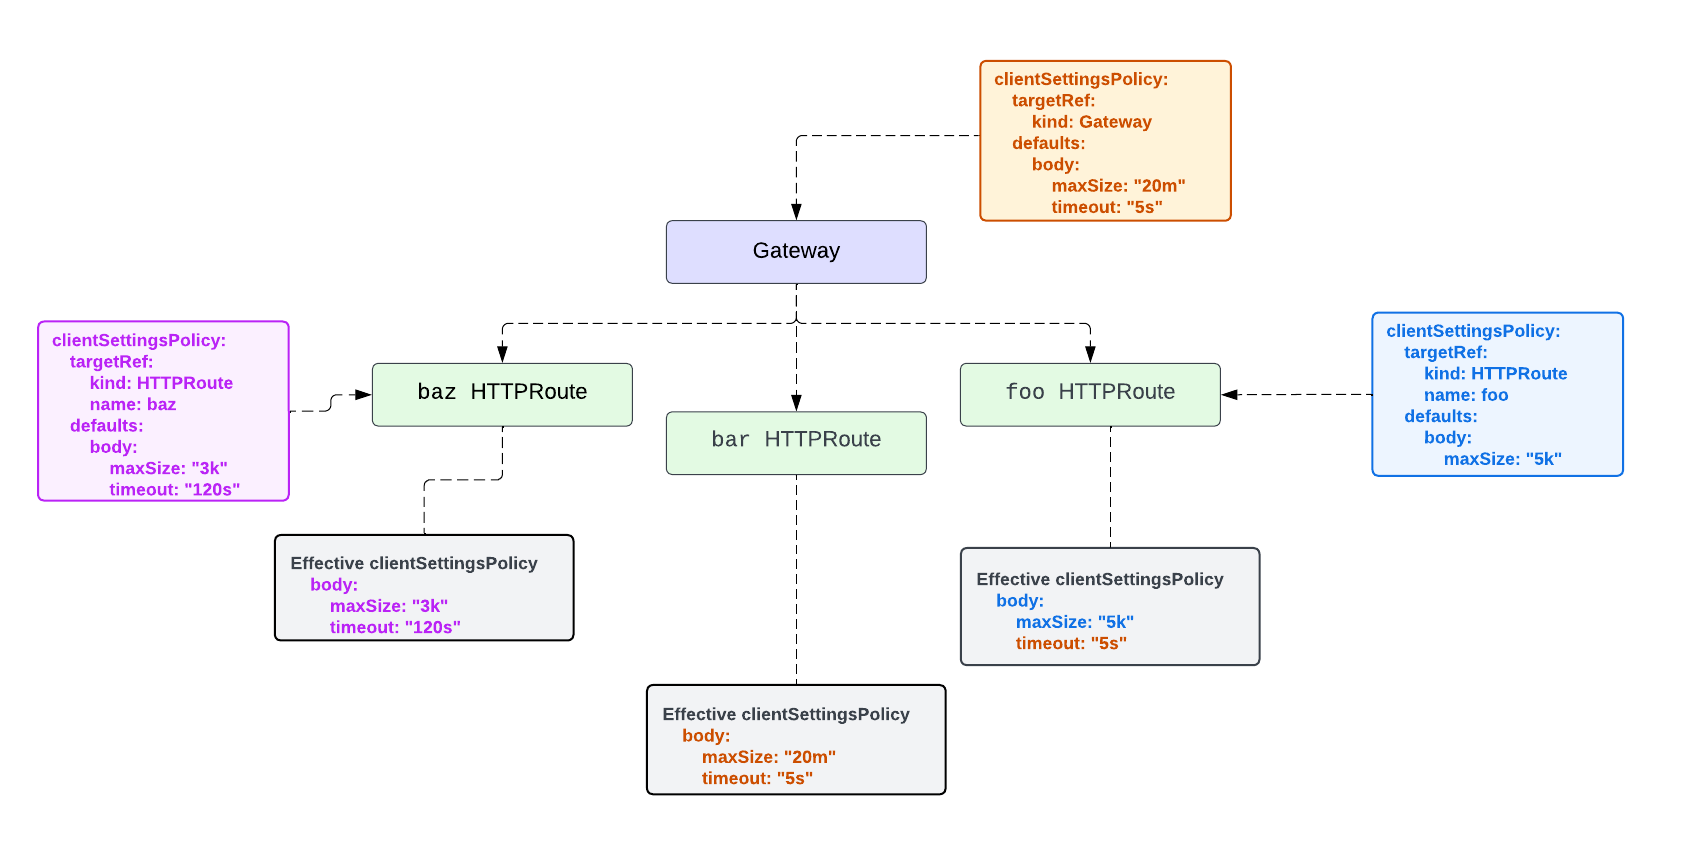 clientSettingsPolicy:
targetRef:
kind: Gateway
defaults:
body:
maxSize: "20m"
timeout: "5s"
Gateway
clientSettingsPolicy:
targetRef:
kind: HTTPRoute
name: baz
defaults:
body:
maxSize: "3k"
timeout: "120s"
baz HTTPRoute
bar HTTPRoute
foo HTTPRoute
clientSettingsPolicy:
targetRef:
kind: HTTPRoute
name: foo
defaults:
body:
maxSize: "5k"
Effective clientSettingsPolicy
body:
maxSize: "3k"
timeout: "120s"
Effective clientSettingsPolicy
body:
maxSize: "20m"
timeout: "5s"
Effective clientSettingsPolicy
body:
maxSize: "5k"
timeout: "5s"